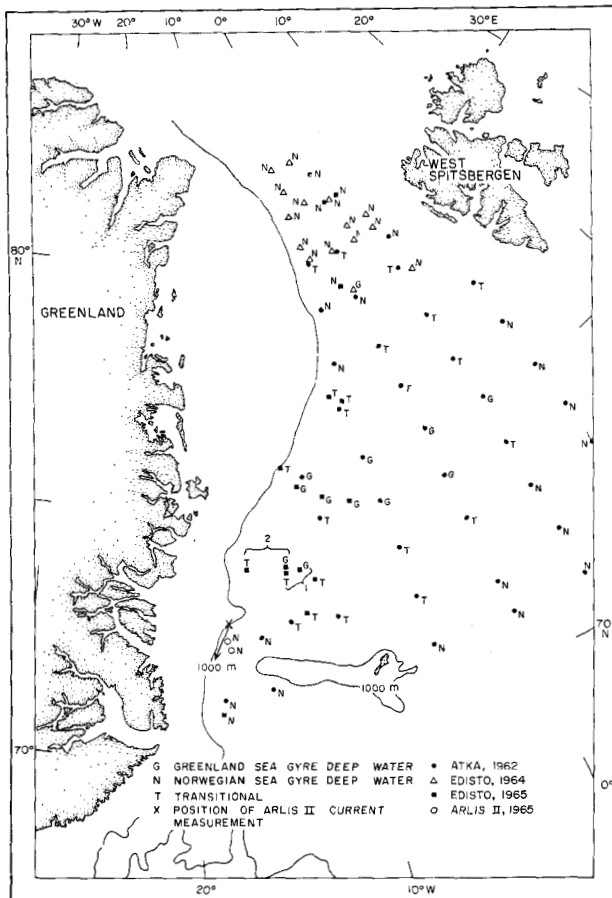 30°W 20° 10° 0° 10° 20° 30°E
N N
N N
WEST
SPITSBERGEN
N N N
N N
N N N
N N N N
N N T
80°
N
T T N T
N G
N N
GREENLAND
N T N
T
T
N N
T T T
T G N
G T N
G
T G G N
G G G G
T T N
2
T G G T
T T N N
1
T T T N
N N
N N
70°
N
1000 m
1000 m
N N
N
70°
0°
G GREENLAND SEA GYRE DEEP WATER
N NORWEGIAN SEA GYRE DEEP WATER
T TRANSITIONAL
X POSITION OF ARLIS II CURRENT
MEASUREMENT
ATKA, 1962
EDISTO, 1964
EDISTO, 1965
ARLIS II, 1965
20° 10°W